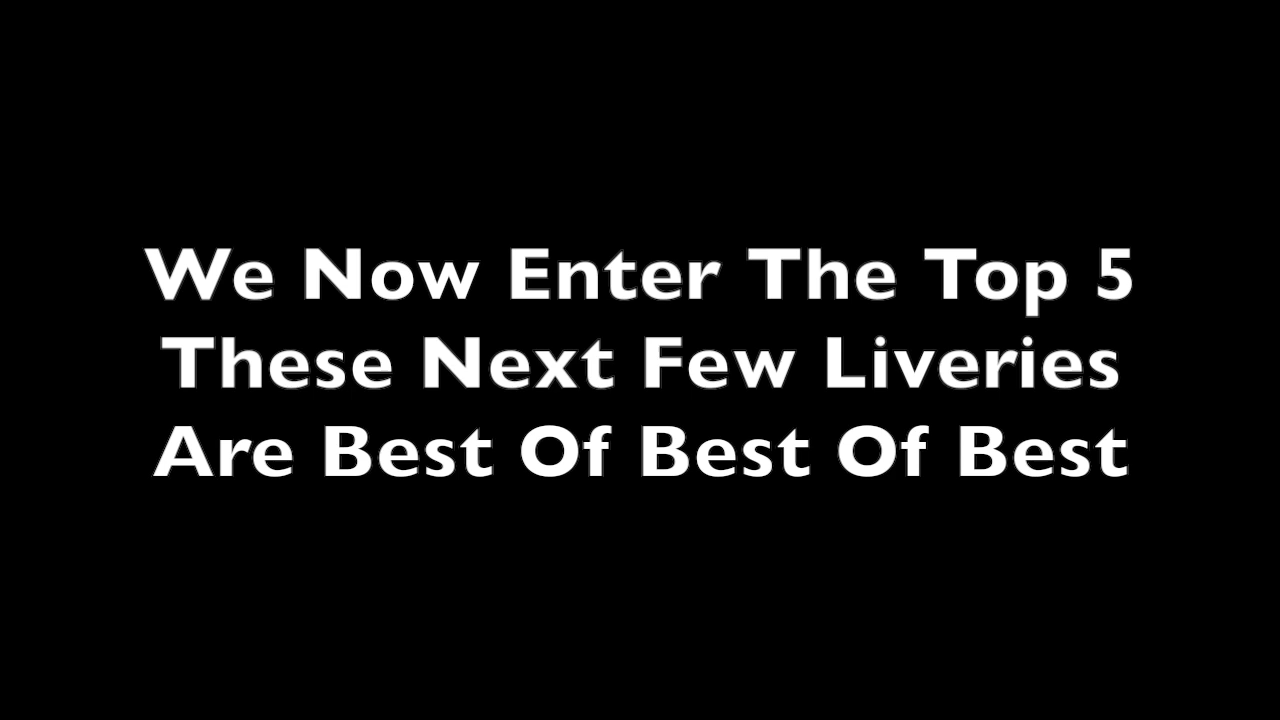 We Now Enter The Top 5
These Next Few Liveries
Are Best Of Best Of Best